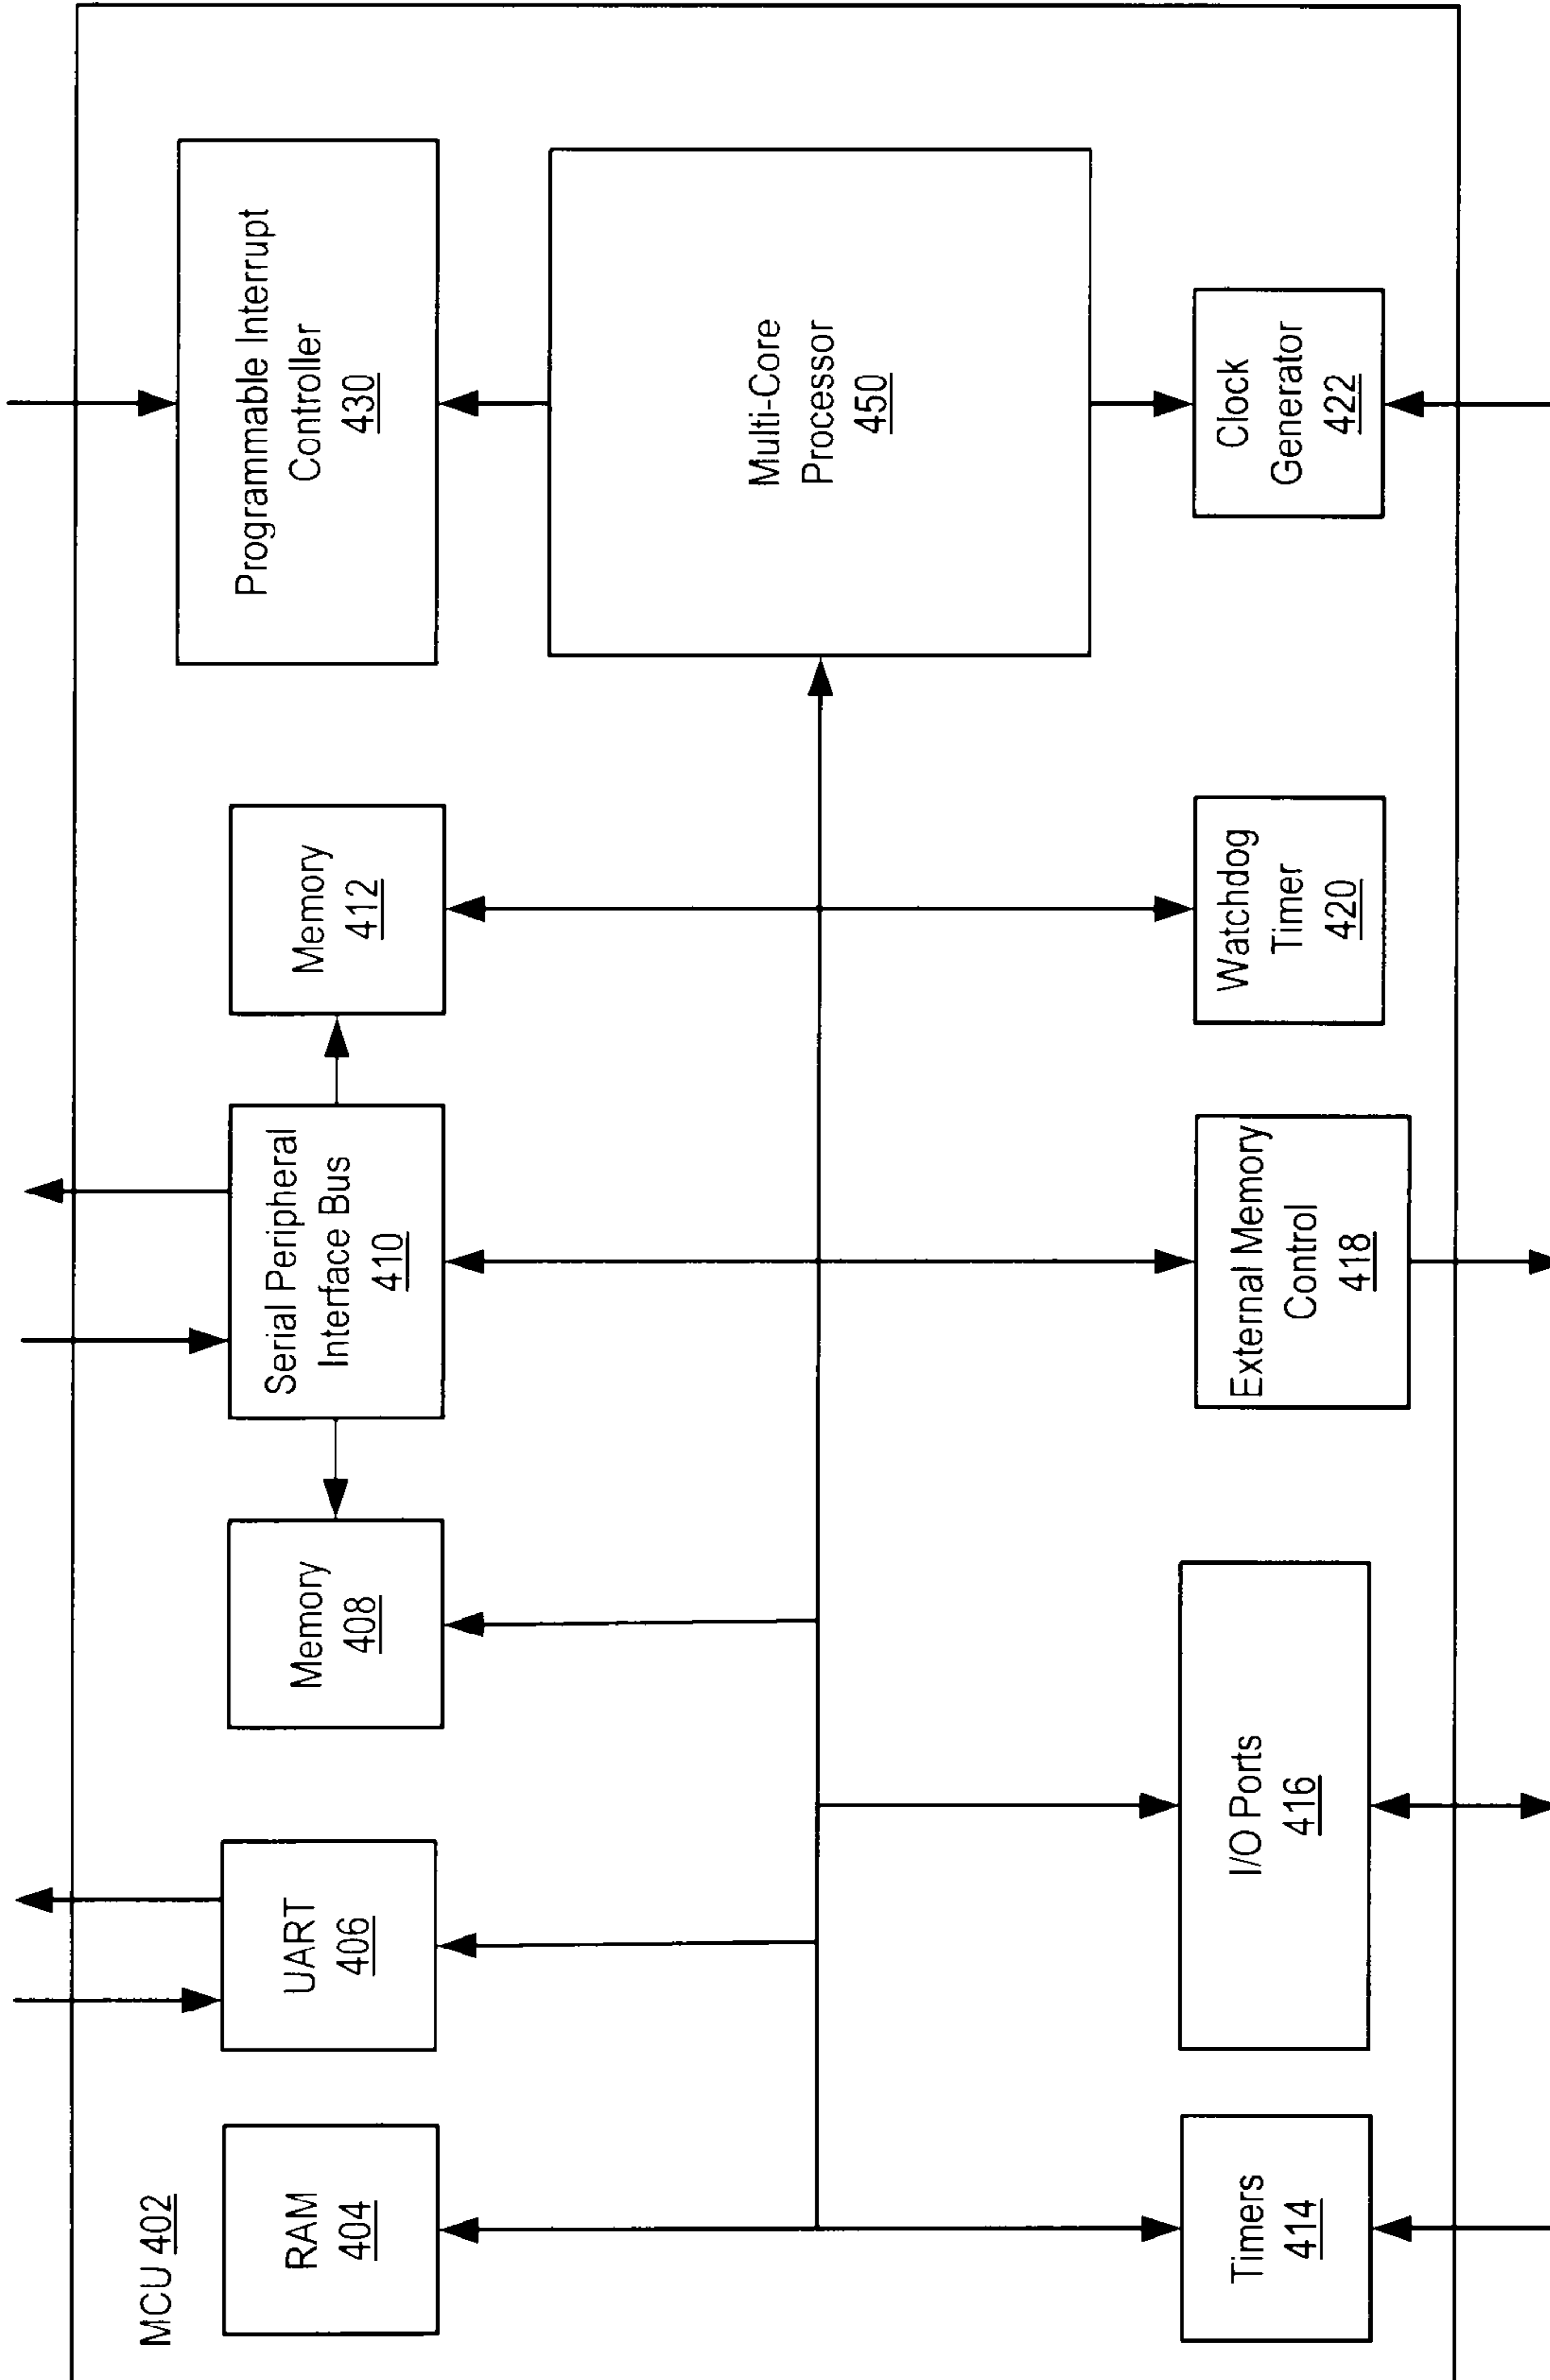 MCU 402
RAM
404
UART
406
Memory
408
Serial Peripheral
Interface Bus
410
Memory
412
Programmable Interrupt
Controller
430
Multi-Core
Processor
450
Timers
414
I/O Ports
416
External Memory
Control
418
Watchdog
Timer
420
Clock
Generator
422